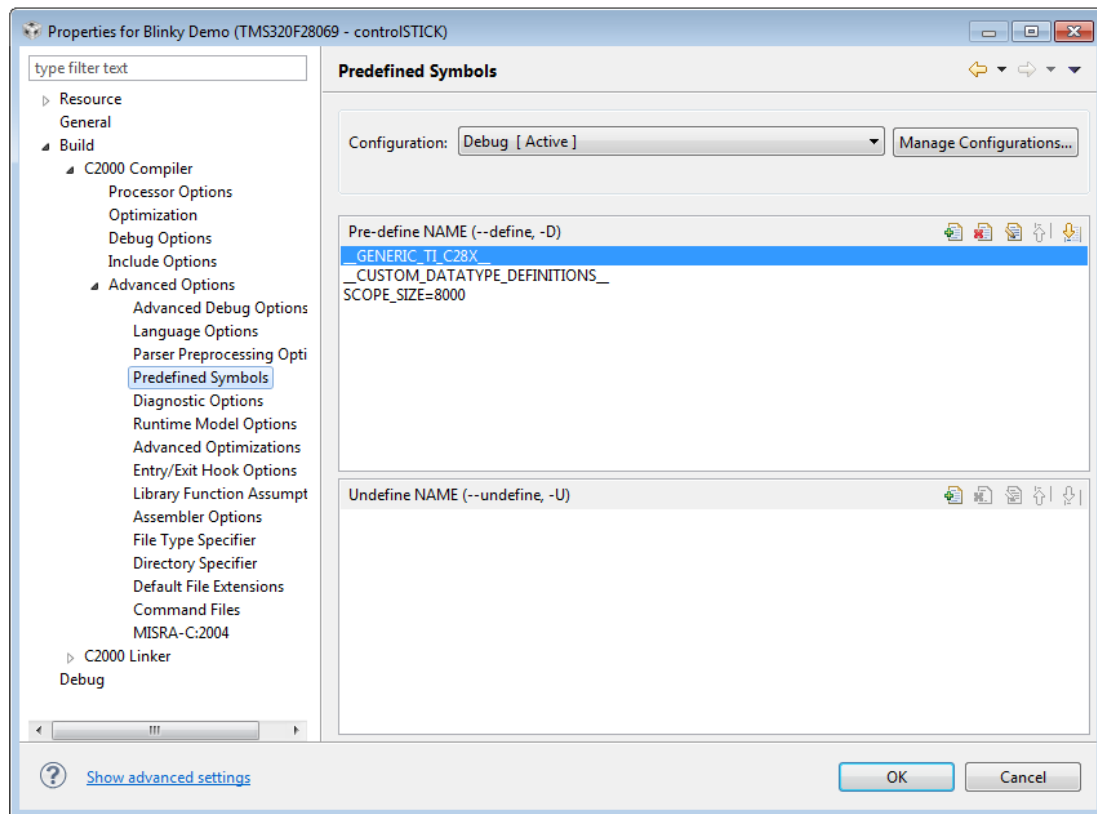 Properties for Blinky Demo (TMS320F28069 - controlSTICK)
type filter text
Resource
General
Build
C2000 Compiler
Processor Options
Optimization
Debug Options
Include Options
Advanced Options
Advanced Debug Options
Language Options
Parser Preprocessing Opti
Predefined Symbols
Diagnostic Options
Runtime Model Options
Advanced Optimizations
Entry/Exit Hook Options
Library Function Assumpt
Assembler Options
File Type Specifier
Directory Specifier
Default File Extensions
Command Files
MISRA-C:2004
C2000 Linker
Debug
Predefined Symbols
Configuration: Debug [ Active ] Manage Configurations...
Pre-define NAME (--define, -D)
__GENERIC_TI_C28X__
__CUSTOM_DATATYPE_DEFINITIONS__
SCOPE_SIZE=8000
Undefine NAME (--undefine, -U)
Show advanced settings
OK Cancel